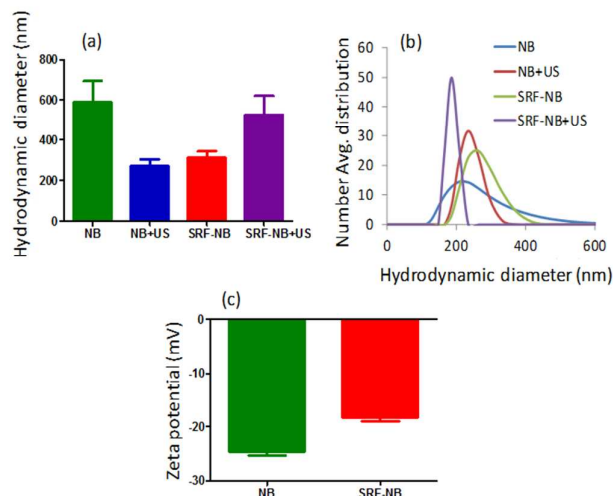 (a)
Hydrodynamic diameter (nm)
800
600
400
200
0
NB
NB+US
SRF-NB
SRF-NB+US
(b)
Number Avg. distribution
60
50
40
30
20
10
0
NB
NB+US
SRF-NB
SRF-NB+US
0
200
400
600
Hydrodynamic diameter (nm)
(c)
Zeta potential (mV)
0
-10
-20
-30
NB
SRF-NB